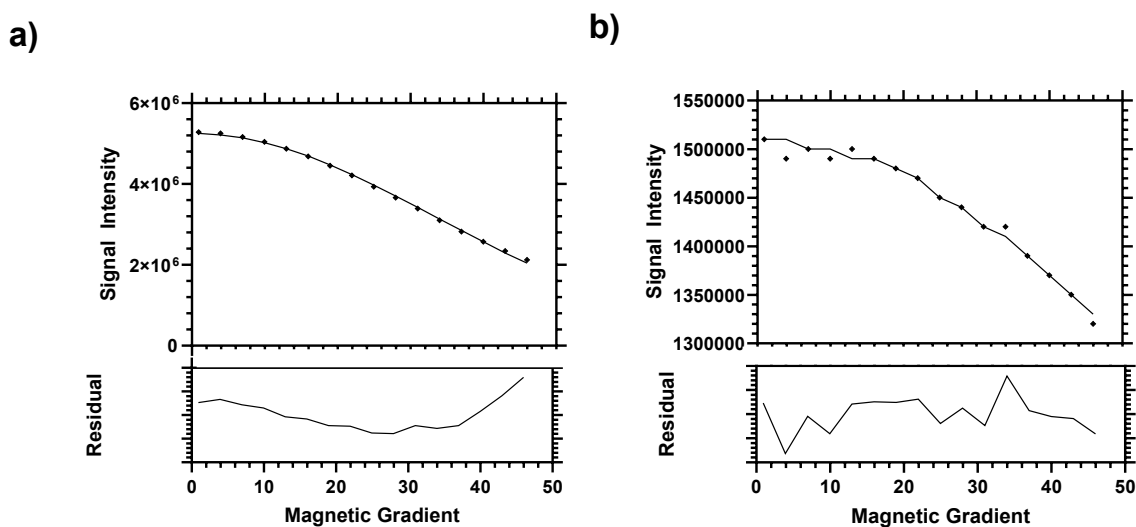 a)
6×10⁶
4×10⁶
2×10⁶
0
Signal Intensity
Residual
0 10 20 30 40 50
Magnetic Gradient
b)
1550000
1500000
1450000
1400000
1350000
1300000
Signal Intensity
Residual
0 10 20 30 40 50
Magnetic Gradient